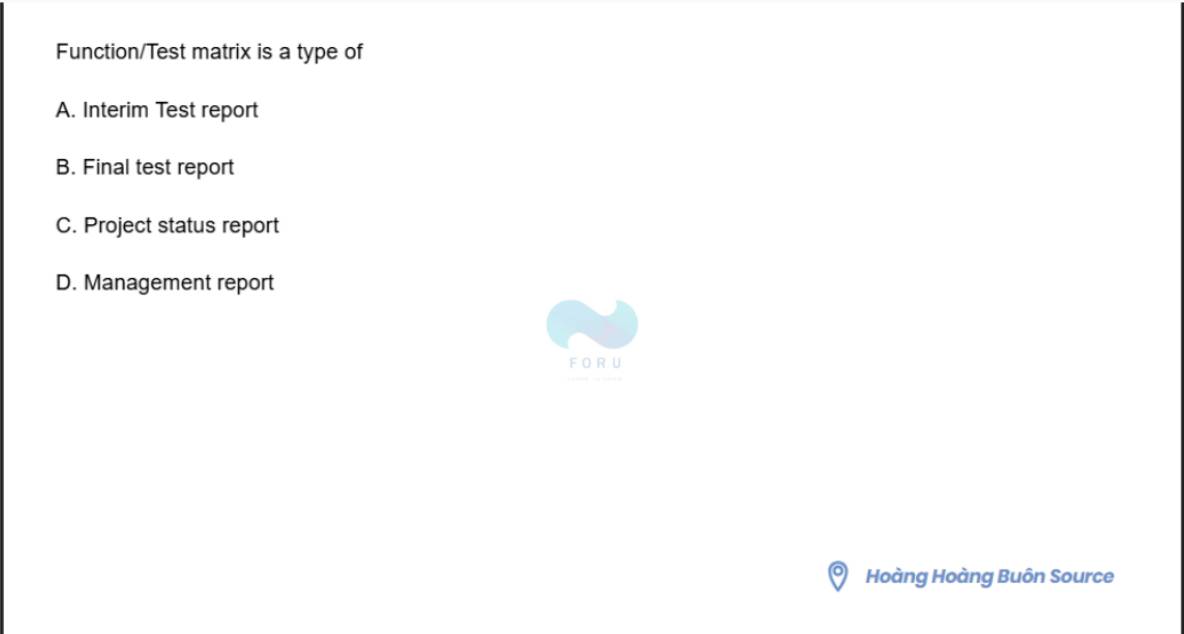 Function/Test matrix is a type of
A. Interim Test report
B. Final test report
C. Project status report
D. Management report
FORU
Hoàng Hoàng Buôn Source